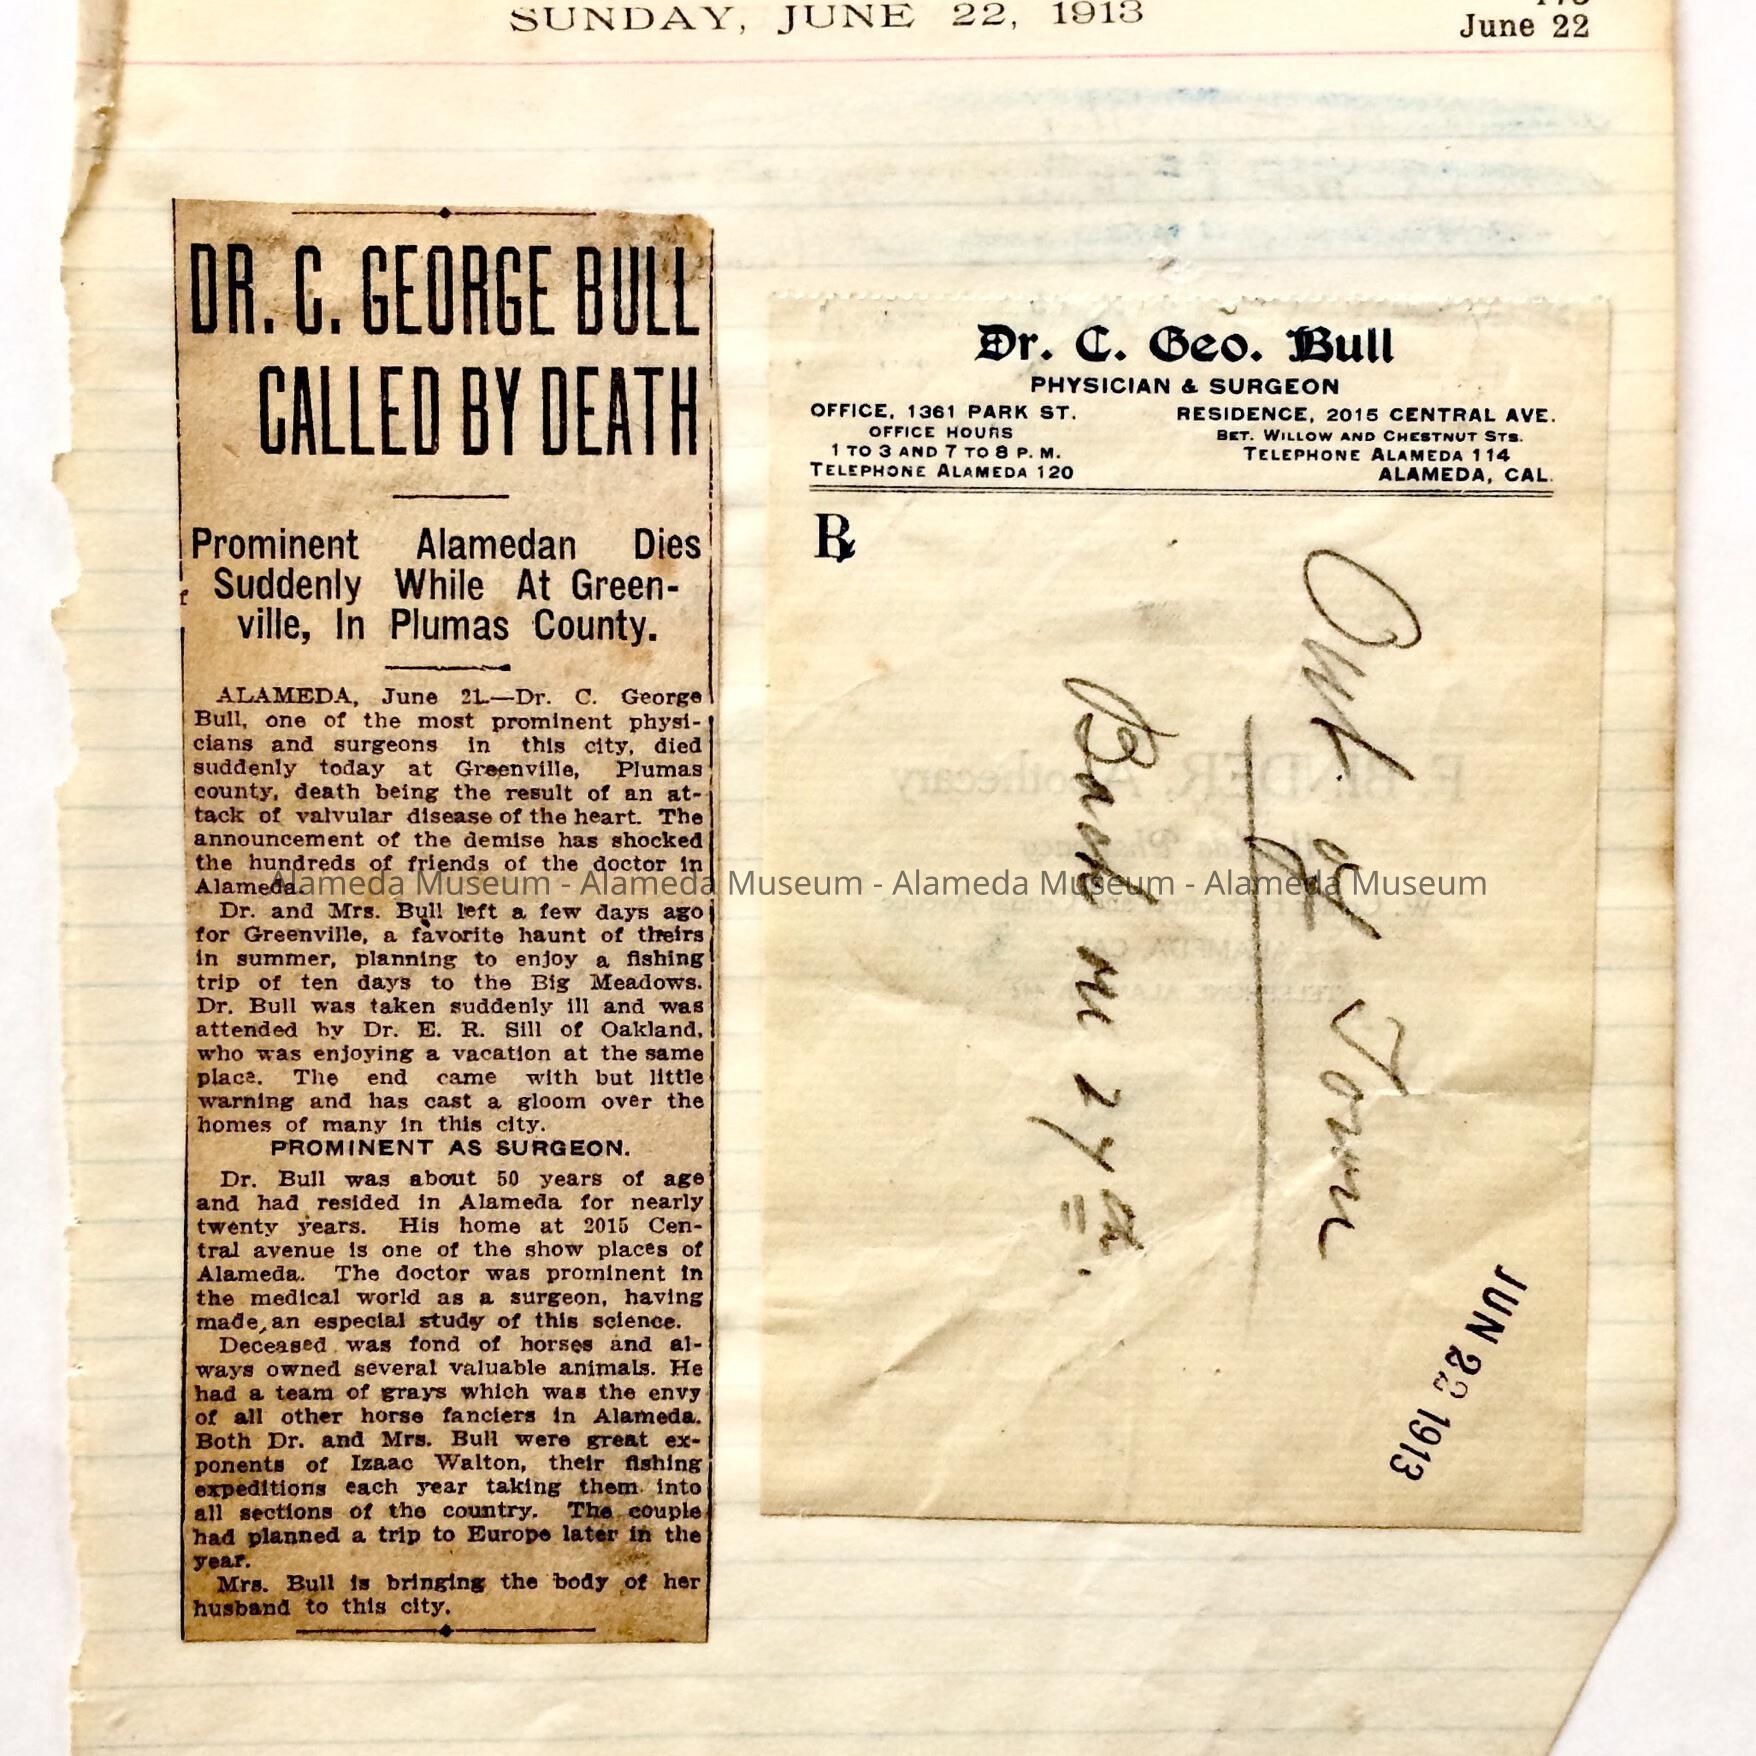 SUNDAY, JUNE 22, 1913
June 22
DR. C. GEORGE BULL
CALLED BY DEATH
Prominent Alamedan Dies
Suddenly While At Green-
ville, In Plumas County.
ALAMEDA, June 21.—Dr. C. George
Bull, one of the most prominent physi-
cians and surgeons in this city, died
suddenly today at Greenville, Plumas
county, death being the result of an at-
tack of valvular disease of the heart. The
announcement of the demise has shocked
the hundreds of friends of the doctor in
Alameda.
Dr. and Mrs. Bull left a few days ago
for Greenville, a favorite haunt of theirs
in summer, planning to enjoy a fishing
trip of ten days to the Big Meadows.
Dr. Bull was taken suddenly ill and was
attended by Dr. E. R. Sill of Oakland,
who was enjoying a vacation at the same
place. The end came with but little
warning and has cast a gloom over the
homes of many in this city.
PROMINENT AS SURGEON.
Dr. Bull was about 50 years of age
and had resided in Alameda for nearly
twenty years. His home at 2015 Cen-
tral avenue is one of the show places of
Alameda. The doctor was prominent in
the medical world as a surgeon, having
made an especial study of this science.
Deceased was fond of horses and al-
ways owned several valuable animals. He
had a team of grays which was the envy
of all other horse fanciers in Alameda.
Both Dr. and Mrs. Bull were great ex-
ponents of Izaac Walton, their fishing
expeditions each year taking them into
all sections of the country. The couple
had planned a trip to Europe later in the
year.
Mrs. Bull is bringing the body of her
husband to this city.
Dr. C. Geo. Bull
PHYSICIAN & SURGEON
OFFICE, 1361 PARK ST.
OFFICE HOURS
1 TO 3 AND 7 TO 8 P. M.
TELEPHONE ALAMEDA 120
RESIDENCE, 2015 CENTRAL AVE.
BET. WILLOW AND CHESTNUT STS.
TELEPHONE ALAMEDA 114
ALAMEDA, CAL.
℞
Out of Town
Back on 27th.
JUN 22 1913
Alameda Museum - Alameda Museum - Alameda Museum - Alameda Museum